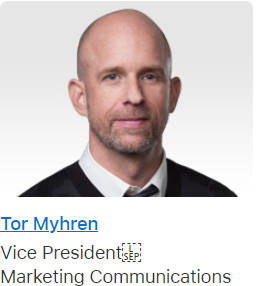 Tor Myhren
Vice President
Marketing Communications